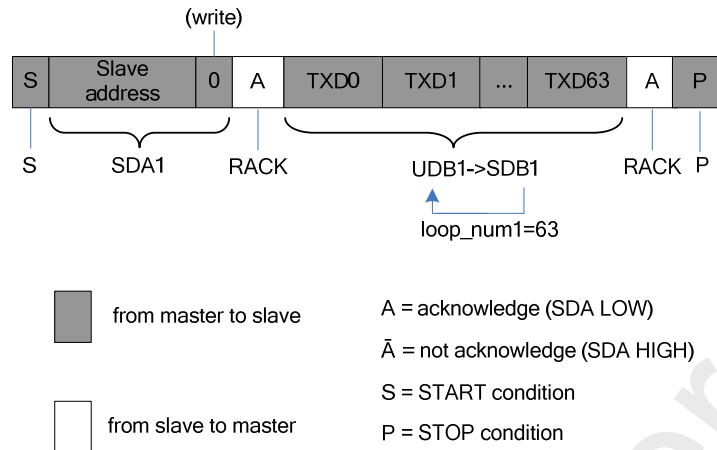 (write)
S Slave address 0 A TXD0 TXD1 ... TXD63 A P
S SDA1 RACK UDB1->SDB1 RACK P
loop_num1=63
from master to slave
A = acknowledge (SDA LOW)
Ā = not acknowledge (SDA HIGH)
S = START condition
from slave to master
P = STOP condition